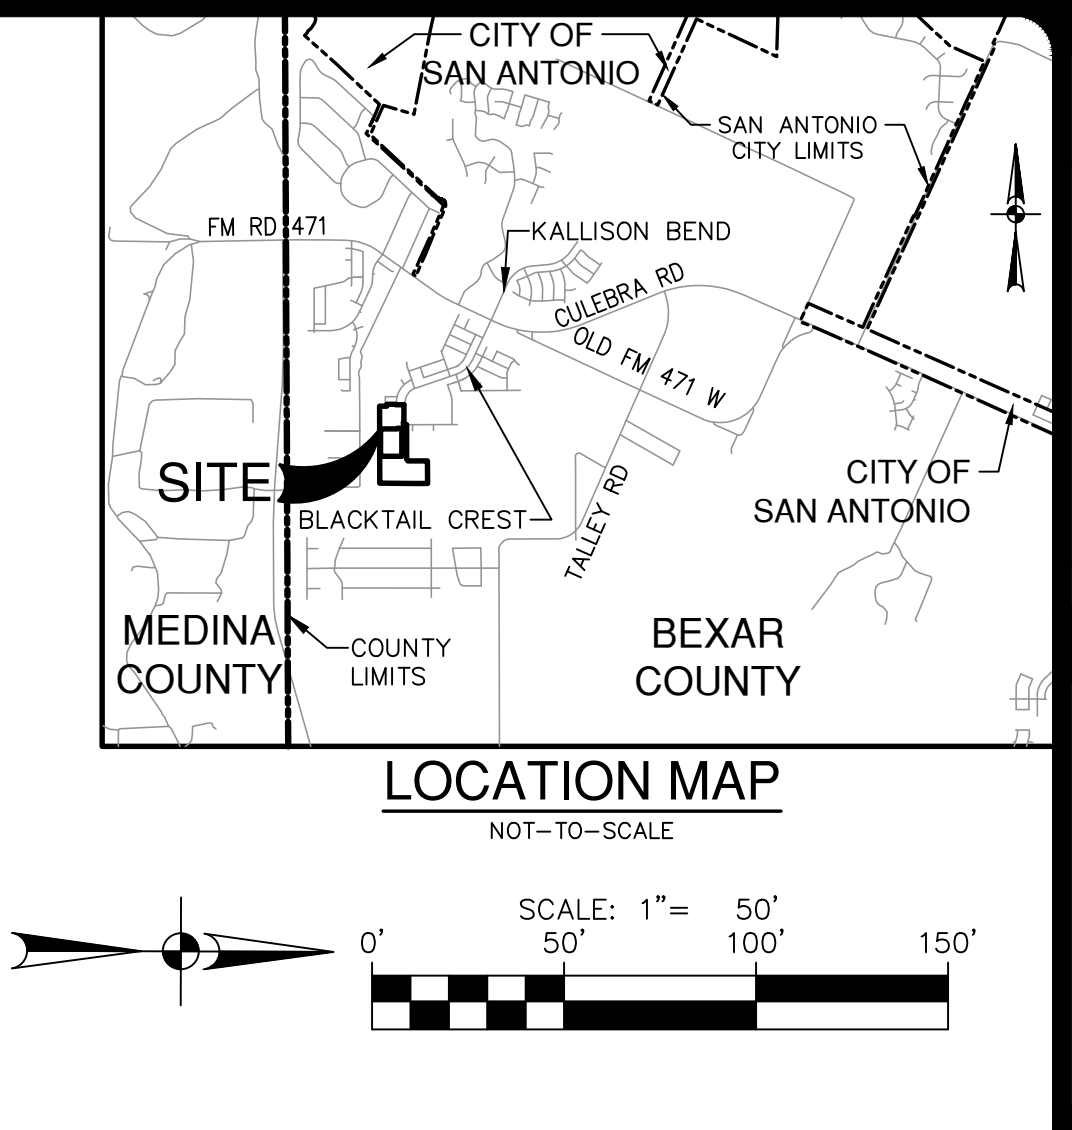 CITY OF
SAN ANTONIO
SAN ANTONIO
CITY LIMITS
FM RD 471
KALLISON BEND
CULEBRA RD
OLD FM 471 W
SITE
CITY OF
SAN ANTONIO
BLACKTAIL CREST
TALLEY RD
MEDINA
COUNTY
COUNTY
LIMITS
BEXAR
COUNTY
LOCATION MAP
NOT-TO-SCALE
SCALE: 1"= 50'
0' 50' 100' 150'